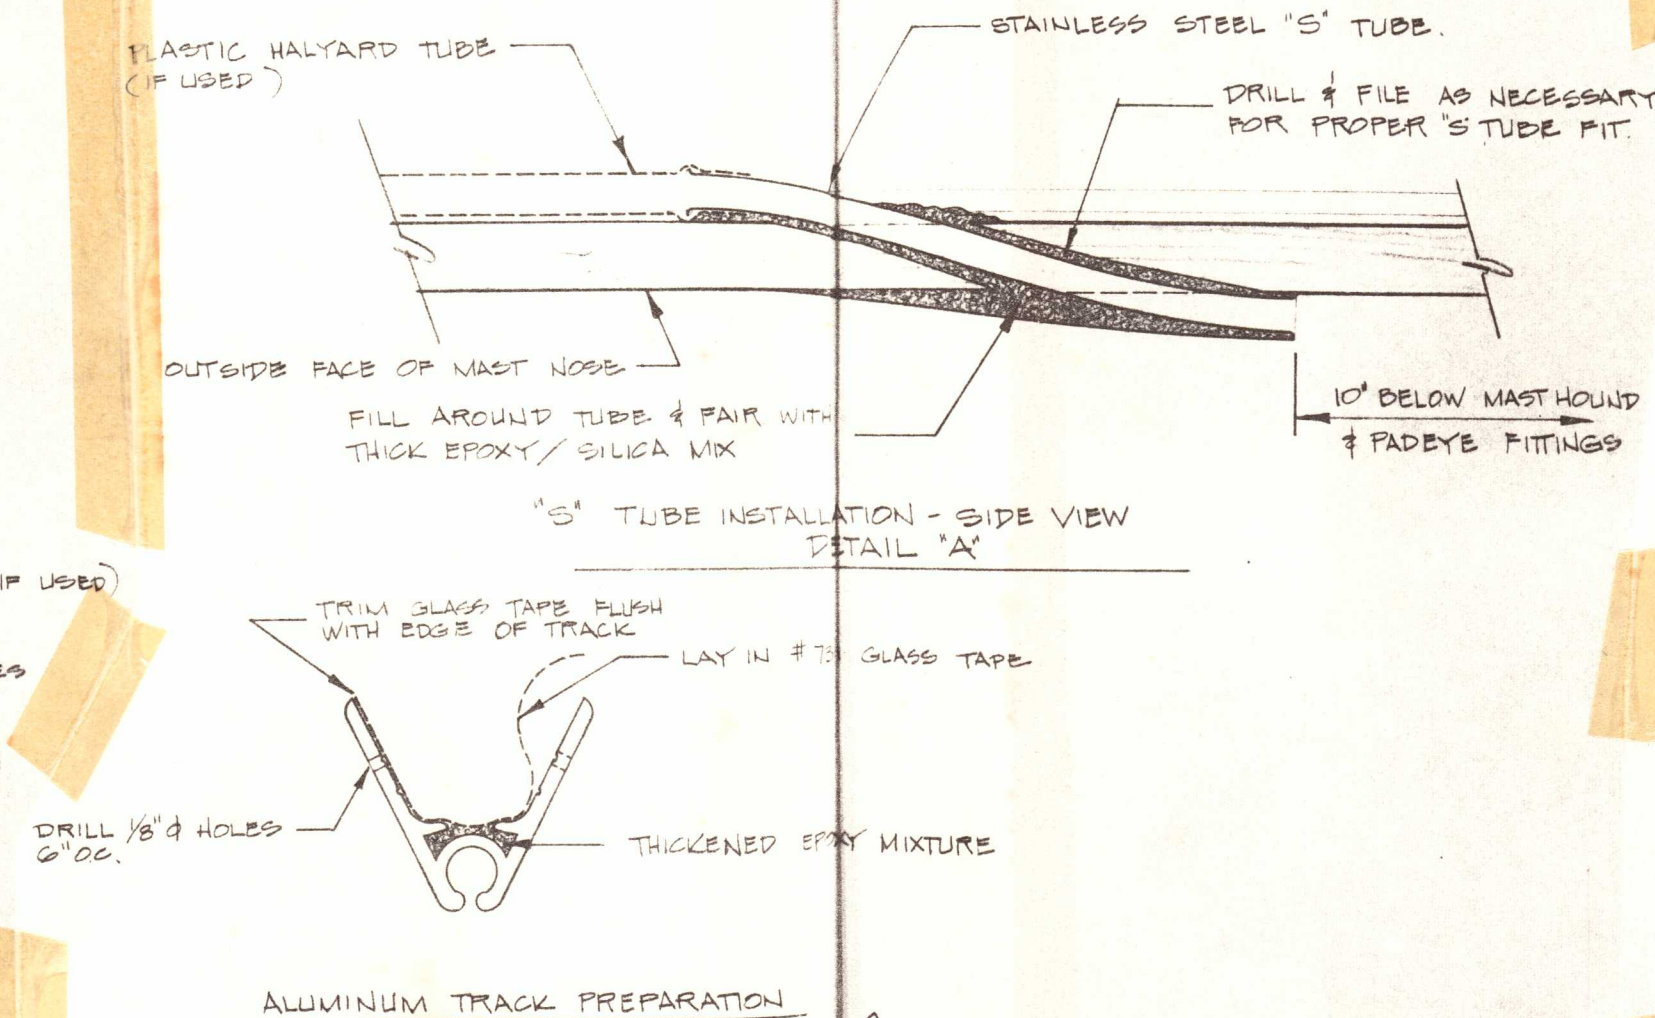 PLASTIC HALYARD TUBE
(IF USED)
STAINLESS STEEL "S" TUBE.
DRILL & FILE AS NECESSARY
FOR PROPER "S" TUBE FIT.
OUTSIDE FACE OF MAST NOSE
FILL AROUND TUBE & FAIR WITH
THICK EPOXY/SILICA MIX
10" BELOW MAST HOUND
& PADEYE FITTINGS
"S" TUBE INSTALLATION - SIDE VIEW
DETAIL "A"
IF USED)
TRIM GLASS TAPE FLUSH
WITH EDGE OF TRACK
LAY IN GLASS TAPE
DRILL 1/8" ϕ HOLES
6" O.C.
THICKENED EPOXY MIXTURE
ALUMINUM TRACK PREPARATION